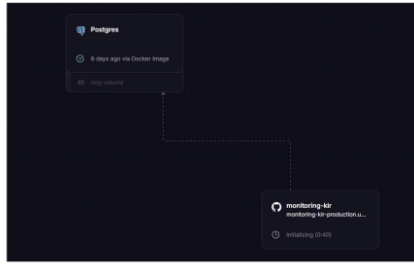 Postgres
8 days ago via Docker Image
monitoring-kir
monitoring-kir-production.u...
Initializing (0:40)